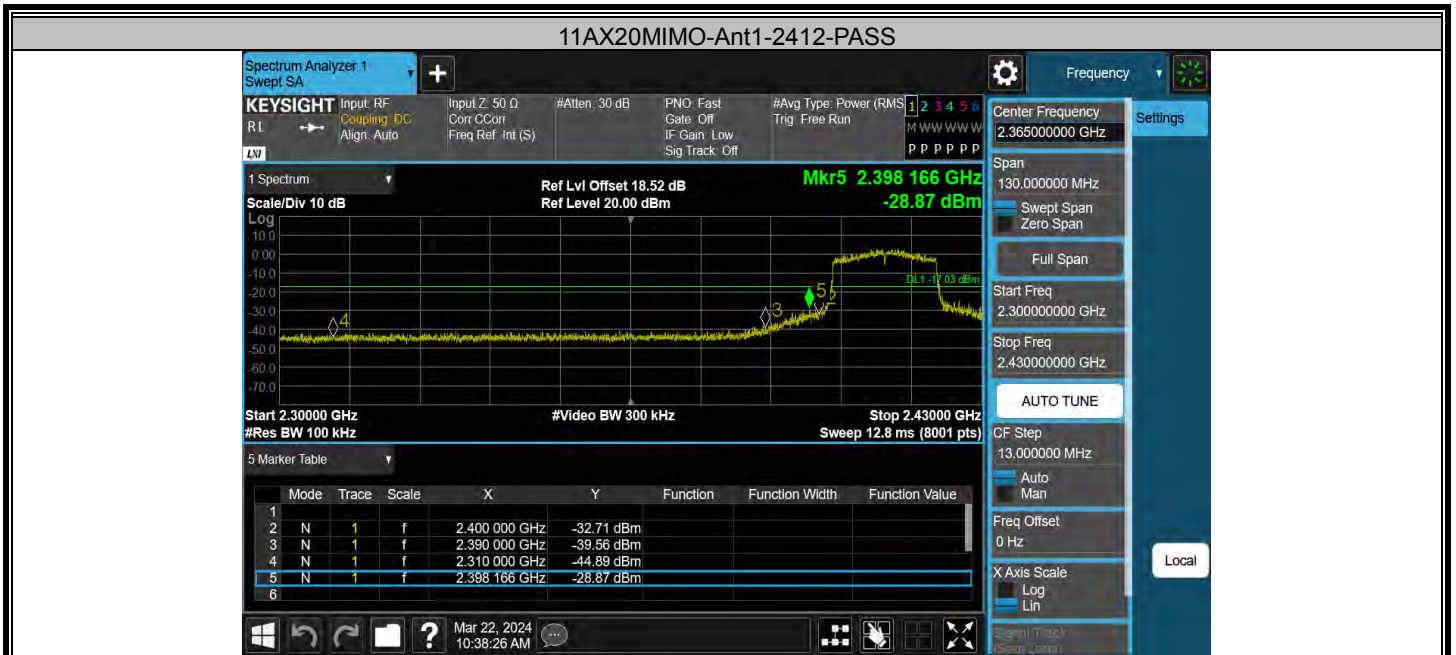 11AX20MIMO-Ant1-2412-PASS
Spectrum Analyzer 1
Swept SA
Frequency
KEYSIGHT
RL
LXI
Input: RF
Coupling: DC
Align: Auto
Input Z: 50 Ω
Corr CCorr
Freq Ref: Int (S)
#Atten: 30 dB
PNO: Fast
Gate: Off
IF Gain: Low
Sig Track: Off
#Avg Type: Power (RMS
Trig: Free Run
1 2 3 4 5 6
M W W W W W
P P P P P P
Center Frequency
2.365000000 GHz
Settings
1 Spectrum
Ref Lvl Offset 18.52 dB
Mkr5 2.398 166 GHz
Scale/Div 10 dB
Ref Level 20.00 dBm
-28.87 dBm
Log
10.0
0.00
-10.0
-20.0
-30.0
-40.0
-50.0
-60.0
-70.0
DL1 -17.03 dBm
4
3
5
2
Start 2.30000 GHz
#Video BW 300 kHz
Stop 2.43000 GHz
#Res BW 100 kHz
Sweep 12.8 ms (8001 pts)
Span
130.000000 MHz
Swept Span
Zero Span
Full Span
Start Freq
2.300000000 GHz
Stop Freq
2.430000000 GHz
AUTO TUNE
CF Step
13.000000 MHz
Auto
Man
Freq Offset
0 Hz
X Axis Scale
Log
Lin
Signal Track
(Span Zoom)
Local
5 Marker Table
Mode Trace Scale X Y Function Function Width Function Value
1
2 N 1 f 2.400 000 GHz -32.71 dBm
3 N 1 f 2.390 000 GHz -39.56 dBm
4 N 1 f 2.310 000 GHz -44.89 dBm
5 N 1 f 2.398 166 GHz -28.87 dBm
6
?
Mar 22, 2024
10:38:26 AM